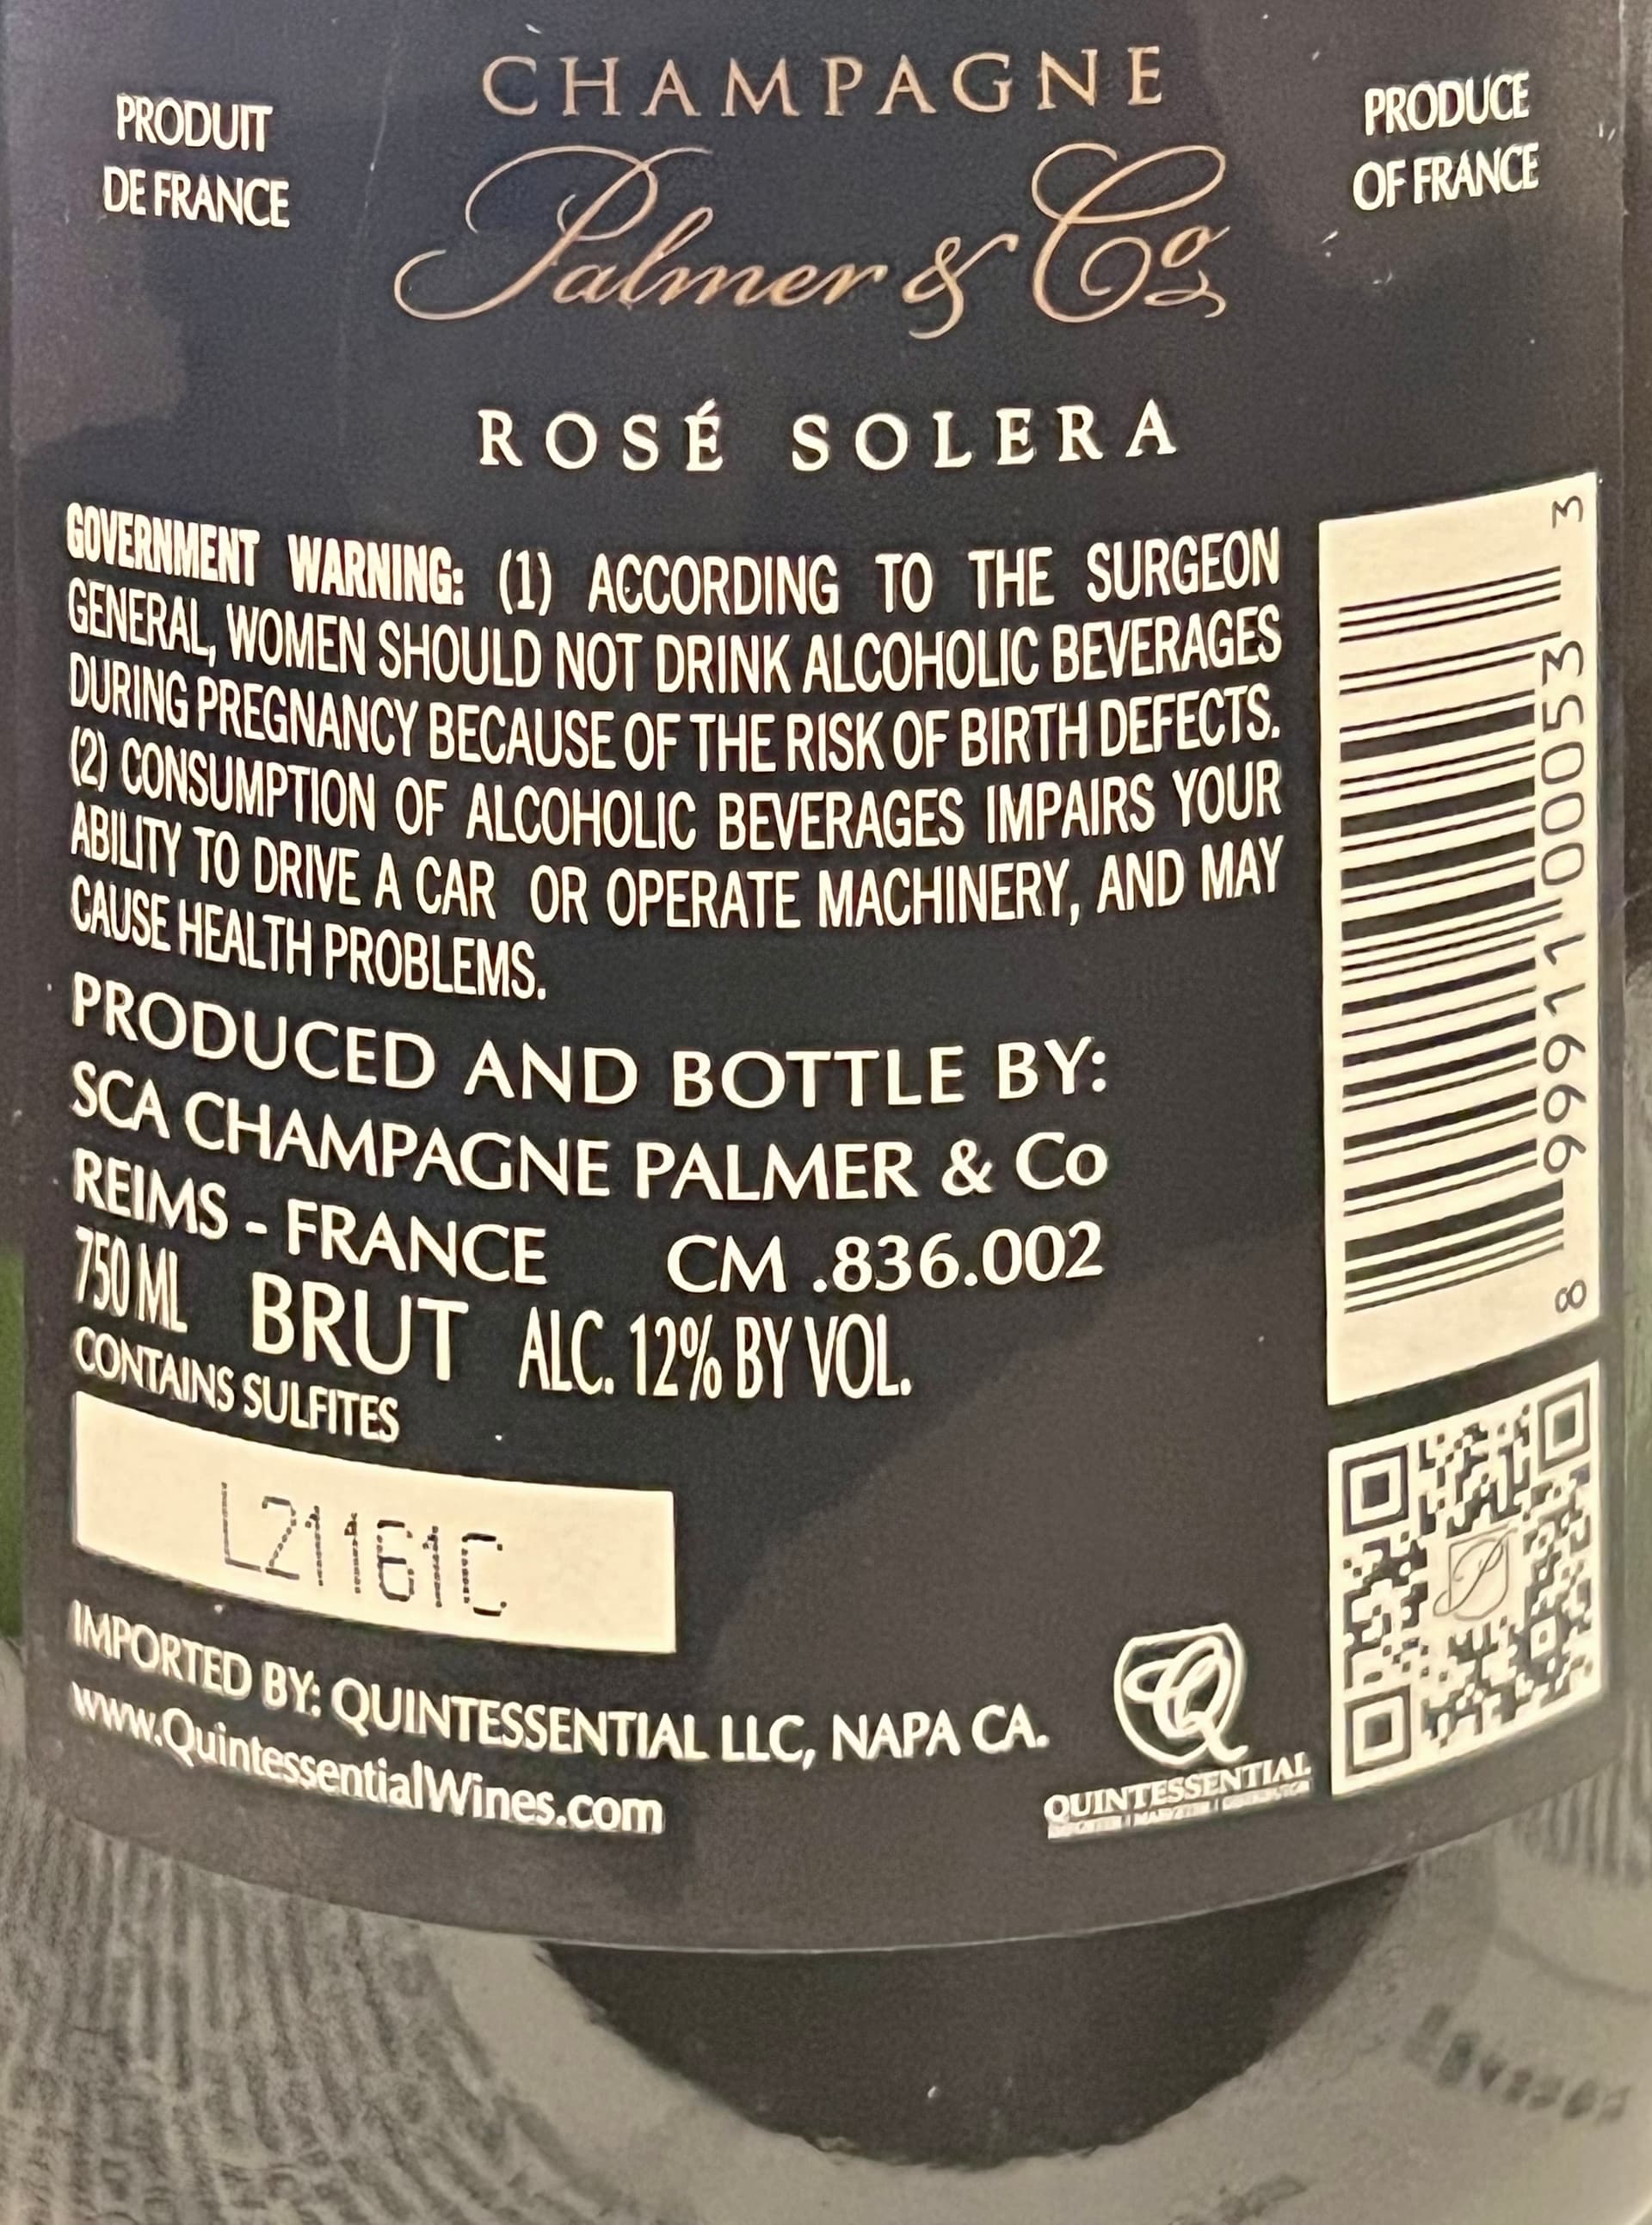 CHAMPAGNE
PRODUIT
DE FRANCE
PRODUCE
OF FRANCE
Palmer & Co
ROSÉ SOLERA
GOVERNMENT WARNING: (1) ACCORDING TO THE SURGEON
GENERAL, WOMEN SHOULD NOT DRINK ALCOHOLIC BEVERAGES
DURING PREGNANCY BECAUSE OF THE RISK OF BIRTH DEFECTS.
(2) CONSUMPTION OF ALCOHOLIC BEVERAGES IMPAIRS YOUR
ABILITY TO DRIVE A CAR OR OPERATE MACHINERY, AND MAY
CAUSE HEALTH PROBLEMS.
PRODUCED AND BOTTLE BY:
SCA CHAMPAGNE PALMER & Co
REIMS - FRANCE CM .836.002
750 ML BRUT ALC. 12% BY VOL.
CONTAINS SULFITES
L21161C
IMPORTED BY: QUINTESSENTIAL LLC, NAPA CA.
www.QuintessentialWines.com
QUINTESSENTIAL
8 99911 00053 3